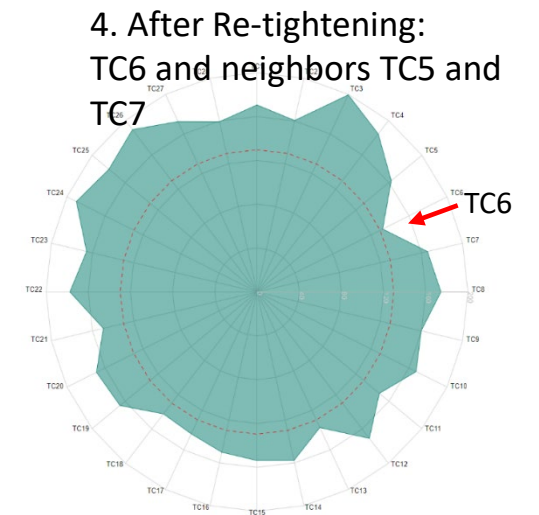 4. After Re-tightening:
TC6 and neighbors TC5 and
TC7
TC3
TC4
TC5
TC6
TC6
TC7
TC8
TC9
TC10
TC11
TC12
TC13
TC14
TC15
TC16
TC17
TC18
TC19
TC20
TC21
TC22
TC23
TC24
TC25
TC26
TC27